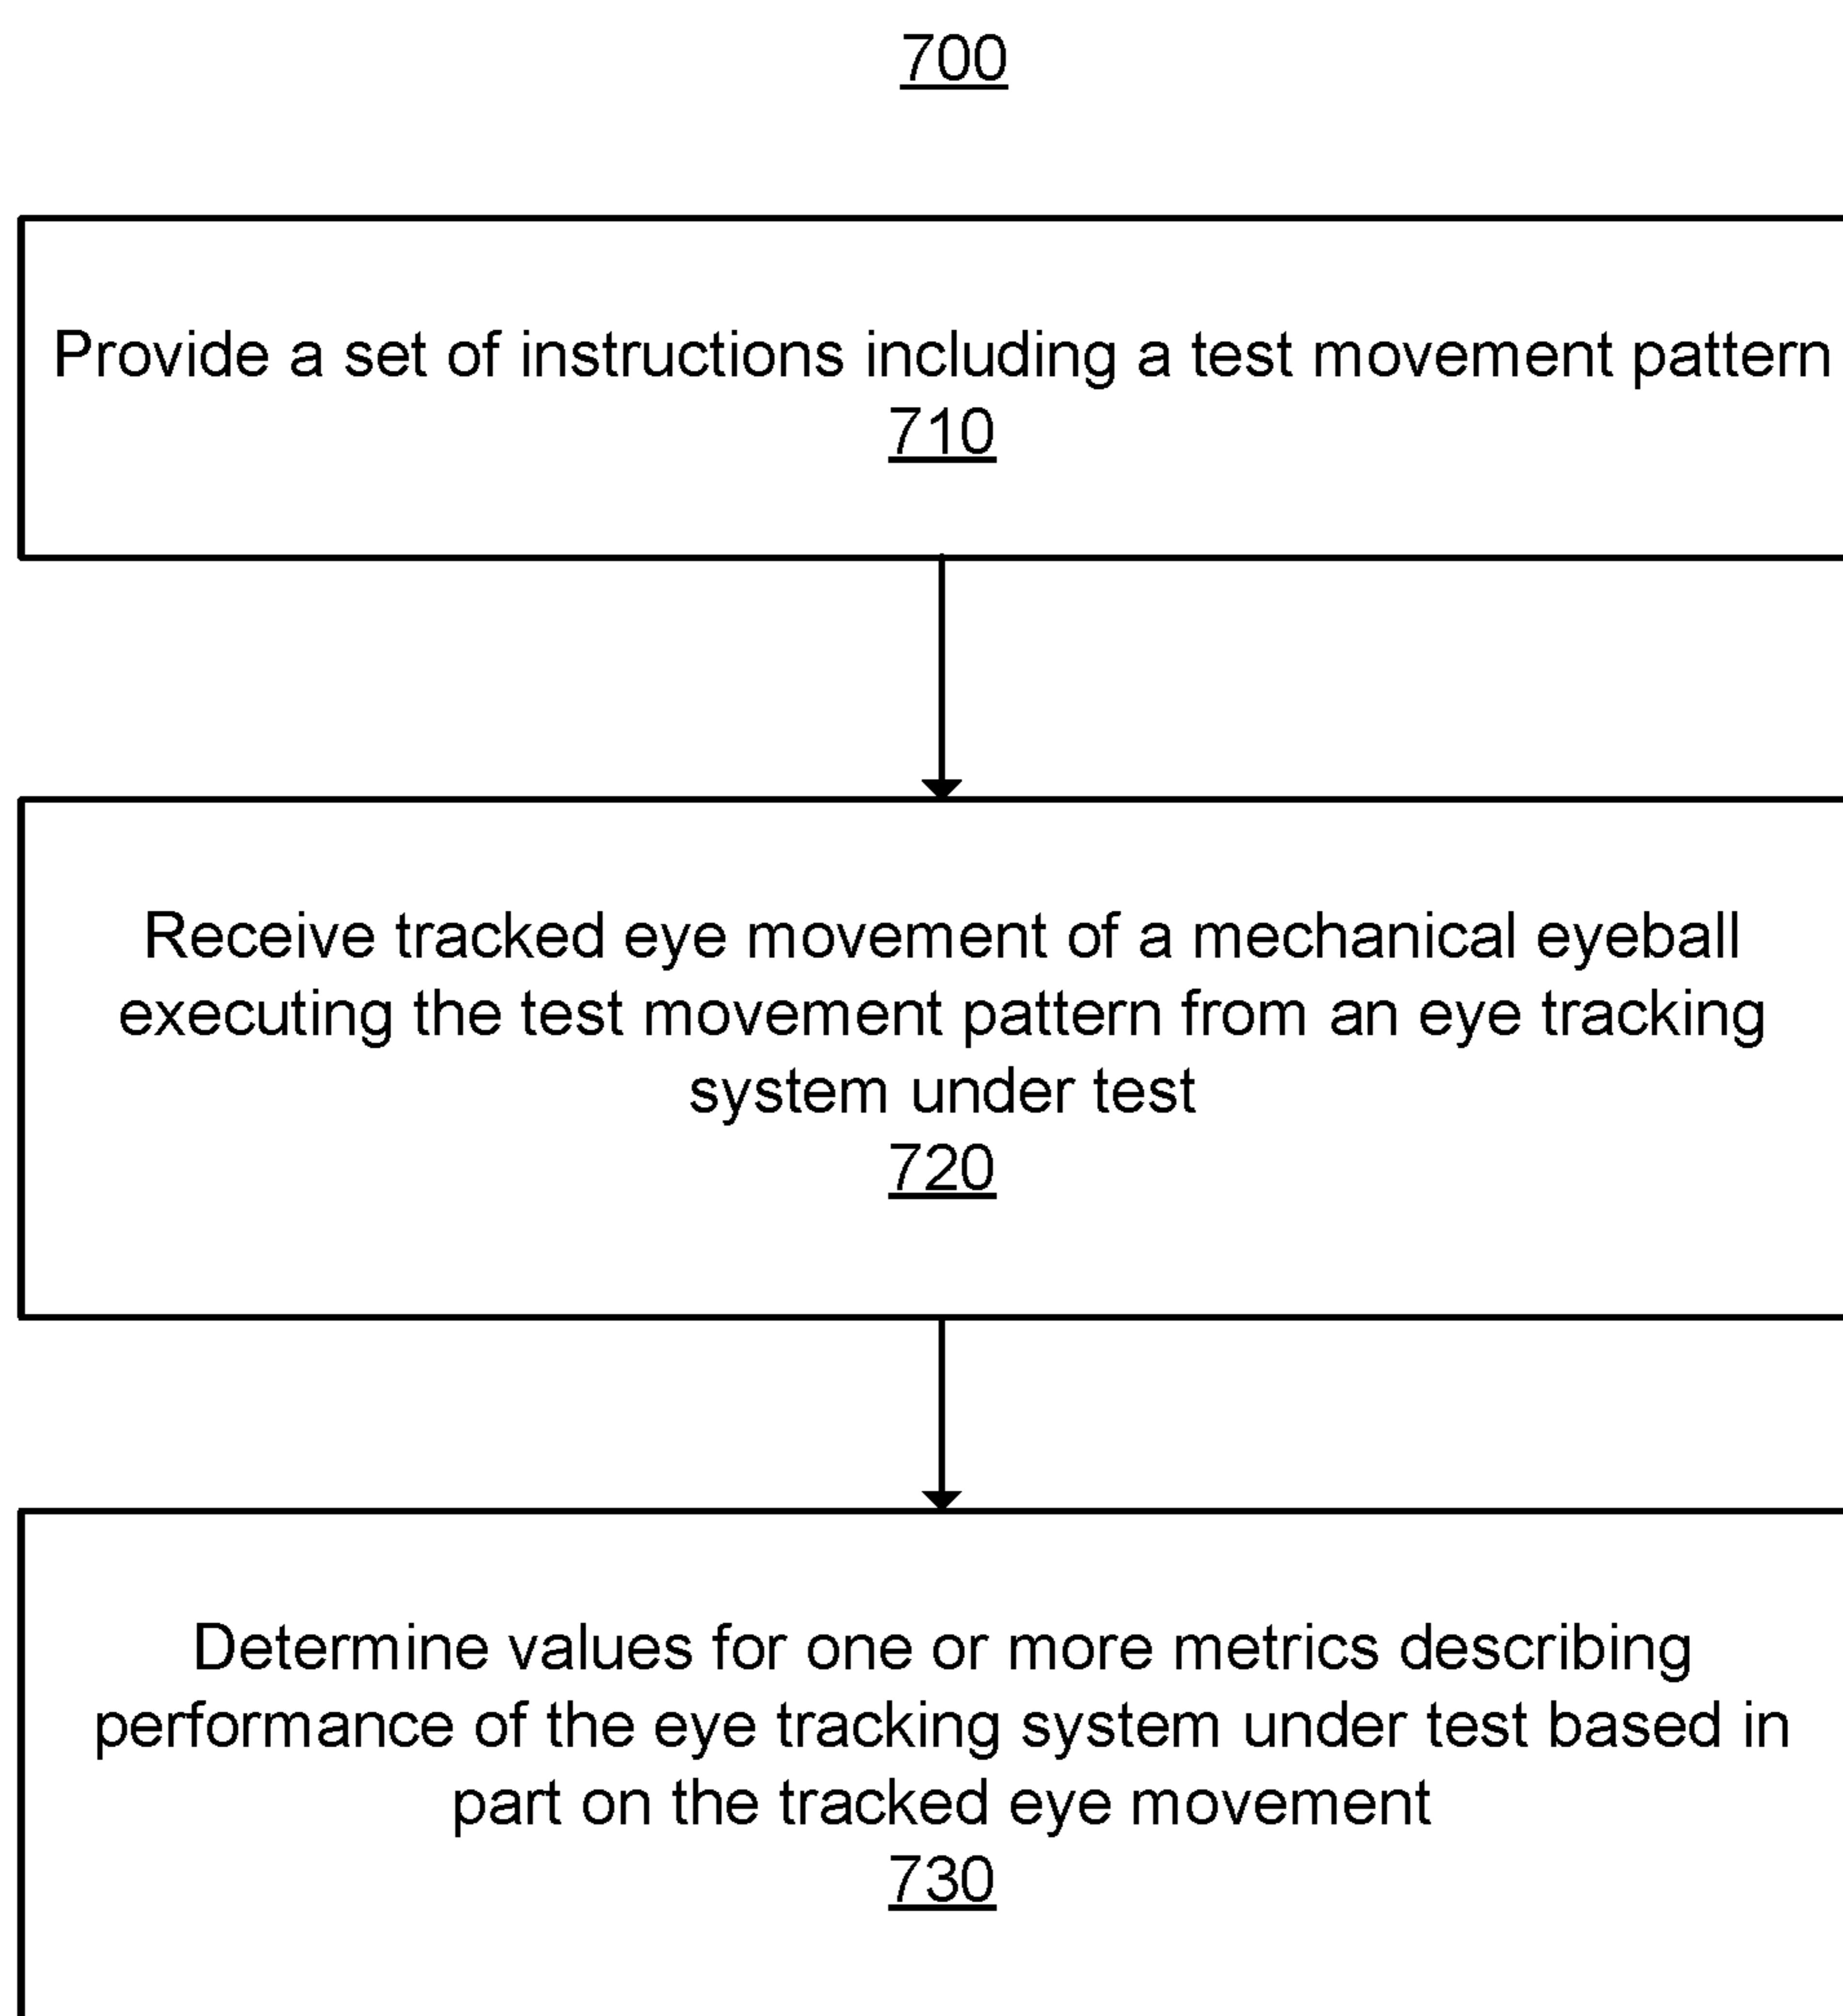 700
Provide a set of instructions including a test movement pattern
710
Receive tracked eye movement of a mechanical eyeball
executing the test movement pattern from an eye tracking
system under test
720
Determine values for one or more metrics describing
performance of the eye tracking system under test based in
part on the tracked eye movement
730